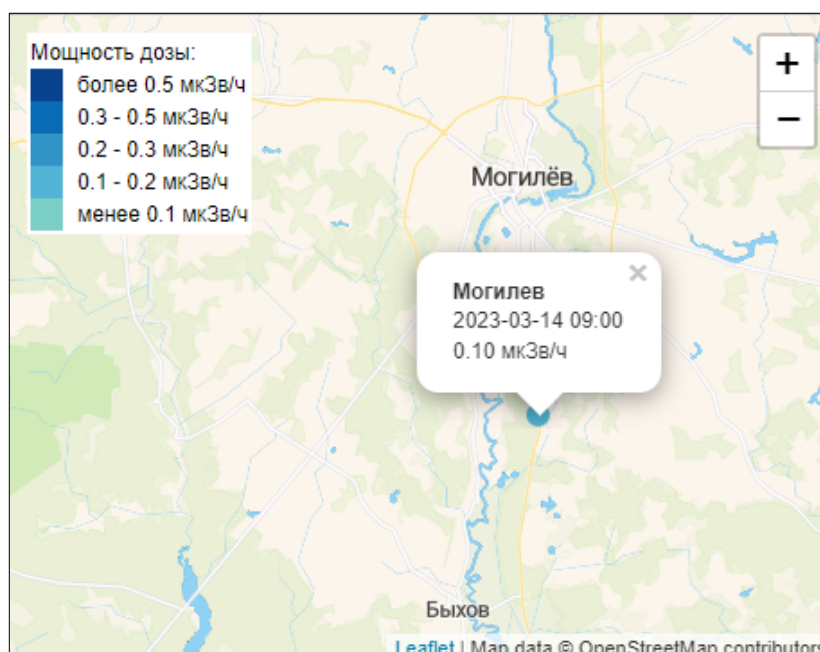 Мощность дозы:
более 0.5 мкЗв/ч
0.3 - 0.5 мкЗв/ч
0.2 - 0.3 мкЗв/ч
0.1 - 0.2 мкЗв/ч
менее 0.1 мкЗв/ч
+
−
Могилёв
×
Могилев
2023-03-14 09:00
0.10 мкЗв/ч
Быхов
Leaflet | Map data © OpenStreetMap contributors